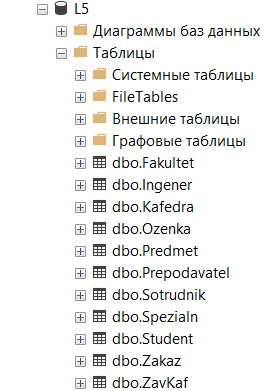 L5
Диаграммы баз данных
Таблицы
Системные таблицы
FileTables
Внешние таблицы
Графовые таблицы
dbo.Fakultet
dbo.Ingener
dbo.Kafedra
dbo.Ozenka
dbo.Predmet
dbo.Prepodavatel
dbo.Sotrudnik
dbo.Spezialn
dbo.Student
dbo.Zakaz
dbo.ZavKaf